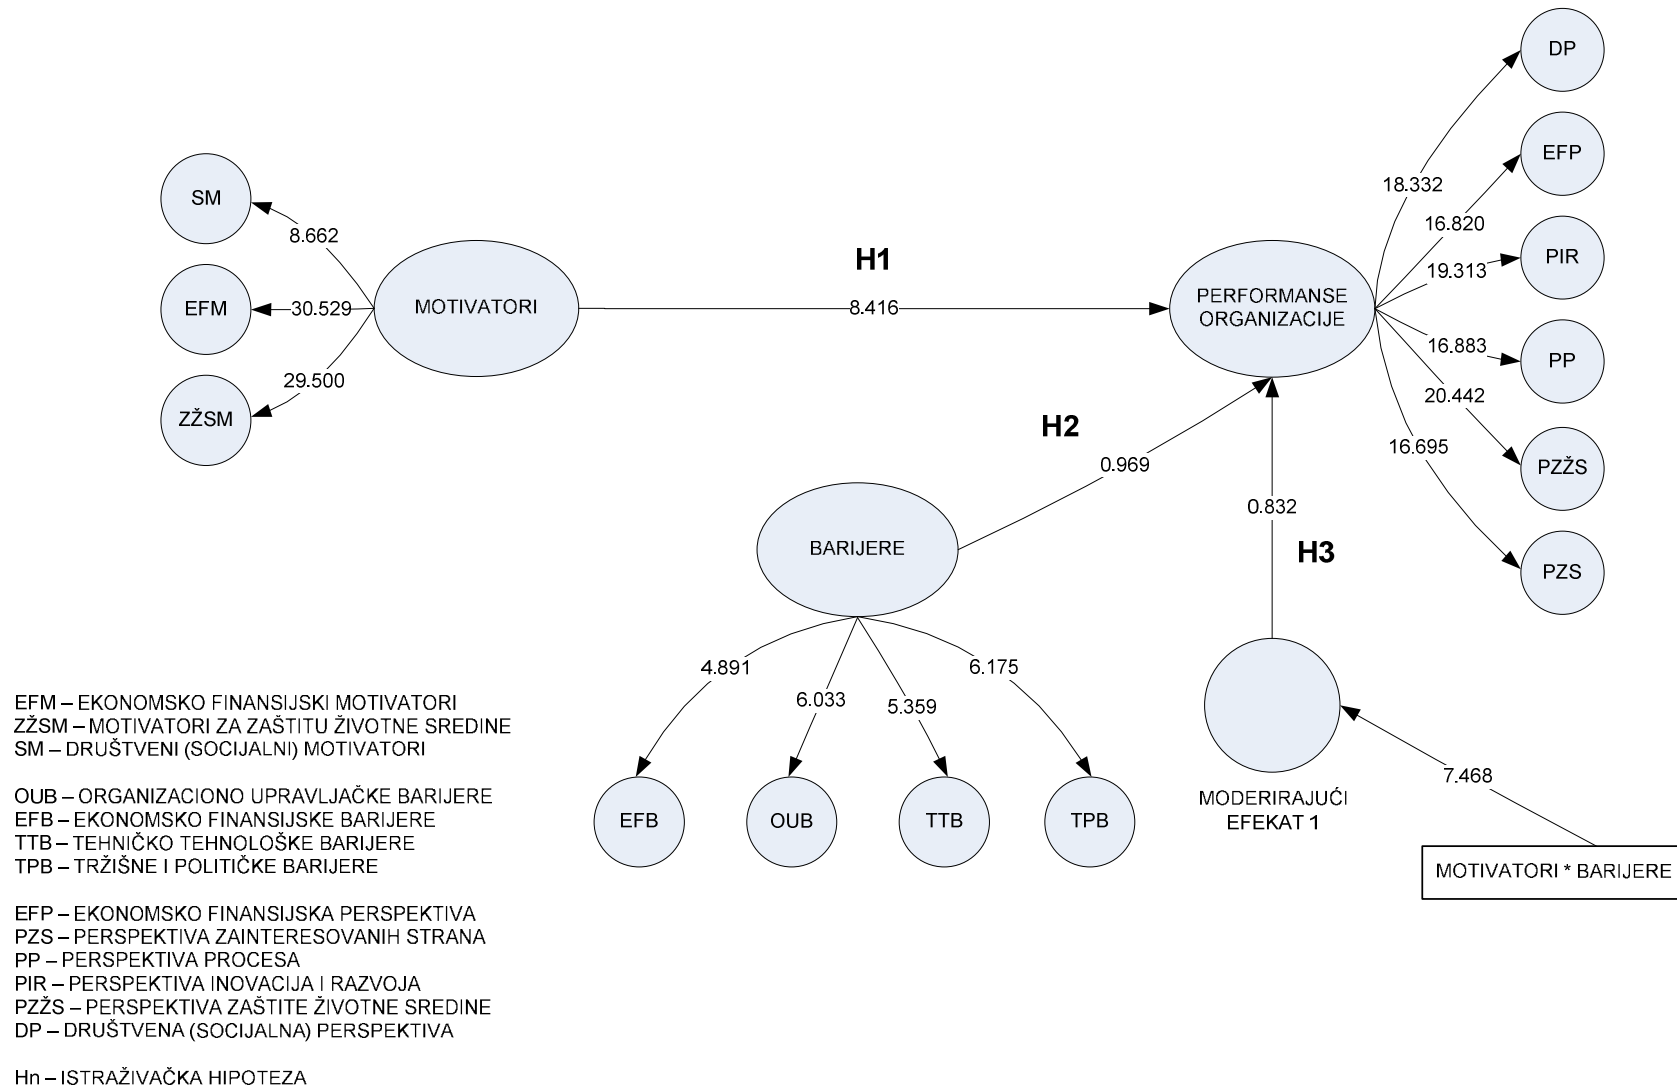 DP
EFP
18.332
SM
16.820
8.662
H1
PIR
19.313
EFM
30.529
MOTIVATORI
8.416
PERFORMANSE
ORGANIZACIJE
16.883
PP
29.500
20.442
ZŽSM
H2
16.695
0.969
PZŽS
0.832
BARIJERE
H3
PZS
4.891
6.033
5.359
6.175
EFB
OUB
TTB
TPB
MODERIRAJUĆI
EFEKAT 1
7.468
MOTIVATORI * BARIJERE
EFM – EKONOMSKO FINANSIJSKI MOTIVATORI
ZŽSM – MOTIVATORI ZA ZAŠTITU ŽIVOTNE SREDINE
SM – DRUŠTVENI (SOCIJALNI) MOTIVATORI
OUB – ORGANIZACIONO UPRAVLJAČKE BARIJERE
EFB – EKONOMSKO FINANSIJSKE BARIJERE
TTB – TEHNIČKO TEHNOLOŠKE BARIJERE
TPB – TRŽIŠNE I POLITIČKE BARIJERE
EFP – EKONOMSKO FINANSIJSKA PERSPEKTIVA
PZS – PERSPEKTIVA ZAINTERESOVANIH STRANA
PP – PERSPEKTIVA PROCESA
PIR – PERSPEKTIVA INOVACIJA I RAZVOJA
PZŽS – PERSPEKTIVA ZAŠTITE ŽIVOTNE SREDINE
DP – DRUŠTVENA (SOCIJALNA) PERSPEKTIVA
Hn – ISTRAŽIVAČKA HIPOTEZA